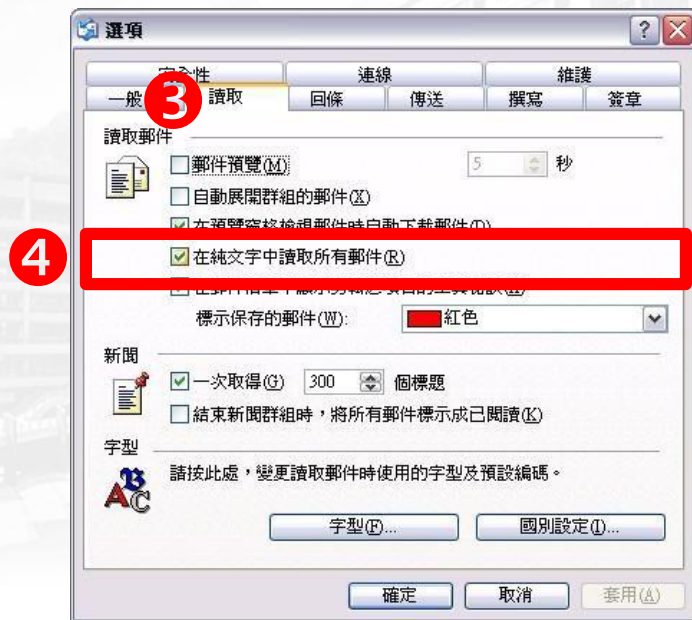 選項
安全性 連線 維護
一般 3 讀取 回條 傳送 撰寫 簽章
讀取郵件
郵件預覽(M) 5 秒
自動展開群組的郵件(X)
在預覽窗格檢視郵件時自動下載郵件(D)
4 在純文字中讀取所有郵件(R)
標示保存的郵件(W): 紅色
新聞
一次取得(G) 300 個標題
結束新聞群組時，將所有郵件標示成已閱讀(K)
字型
請按此處，變更讀取郵件時使用的字型及預設編碼。
字型(F)... 國別設定(I)...
確定 取消 套用(A)